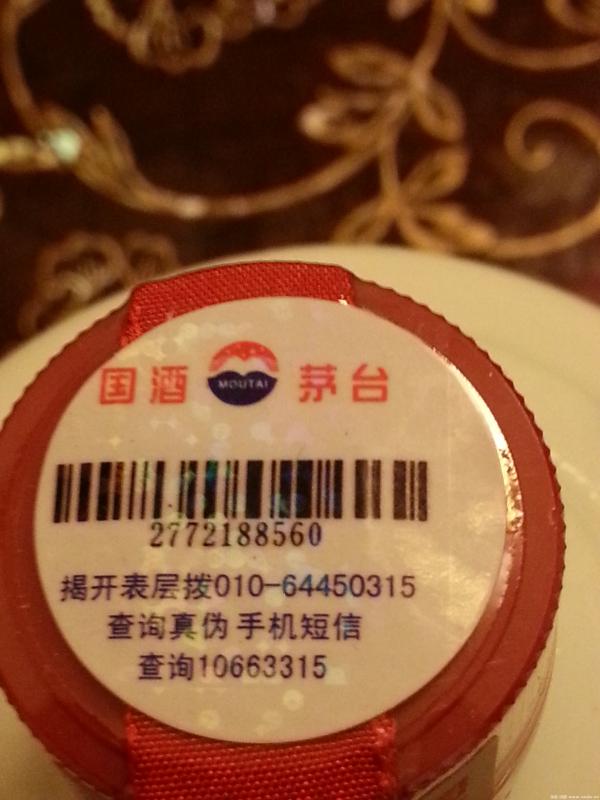 国酒 MOUTAI 茅台
2772188560
揭开表层拨010-64450315
查询真伪 手机短信
查询10663315